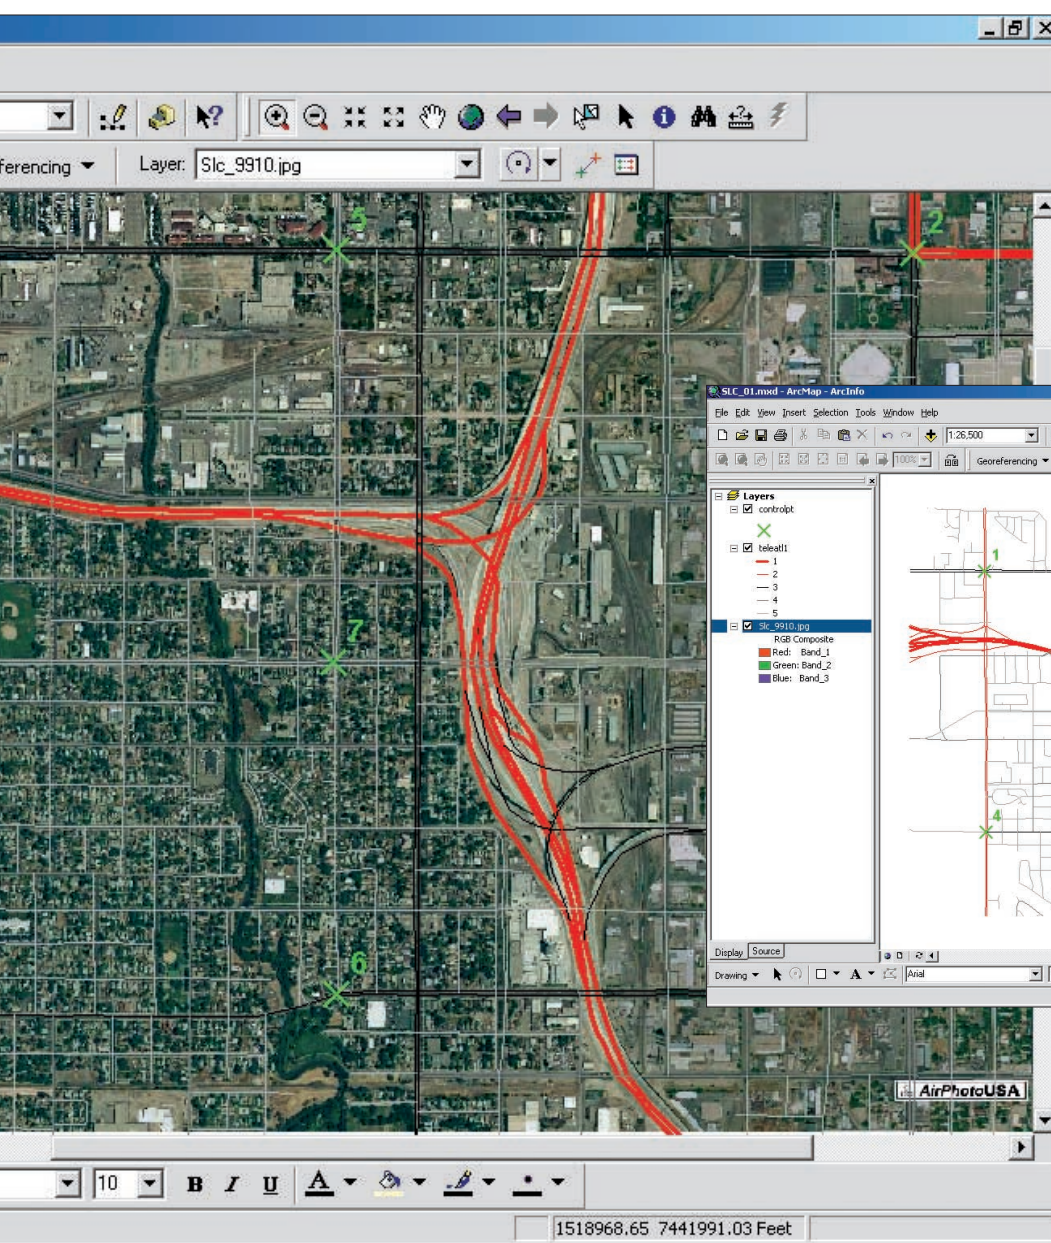 ferencing
Layer:
Slc_9910.jpg
5
2
7
6
SLC_01.mxd - ArcMap - ArcInfo
File Edit View Insert Selection Tools Window Help
1:26,500
100%
Georeferencing
Layers
controlpt
teleatl1
1
2
3
4
5
Slc_9910.jpg
RGB Composite
Red: Band_1
Green: Band_2
Blue: Band_3
1
4
Display Source
Drawing
A
Arial
AirPhotoUSA
10
B I U A
1518968.65 7441991.03 Feet